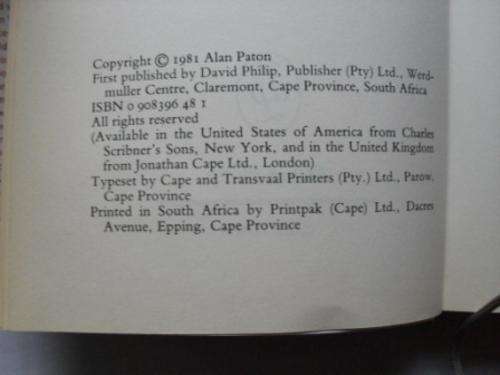 Copyright © 1981 Alan Paton
First published by David Philip, Publisher (Pty) Ltd., Werd-
muller Centre, Claremont, Cape Province, South Africa
ISBN 0 908396 48 1
All rights reserved
(Available in the United States of America from Charles
Scribner's Sons, New York, and in the United Kingdom
from Jonathan Cape Ltd., London)
Typeset by Cape and Transvaal Printers (Pty.) Ltd., Parow,
Cape Province
Printed in South Africa by Printpak (Cape) Ltd., Dacres
Avenue, Epping, Cape Province